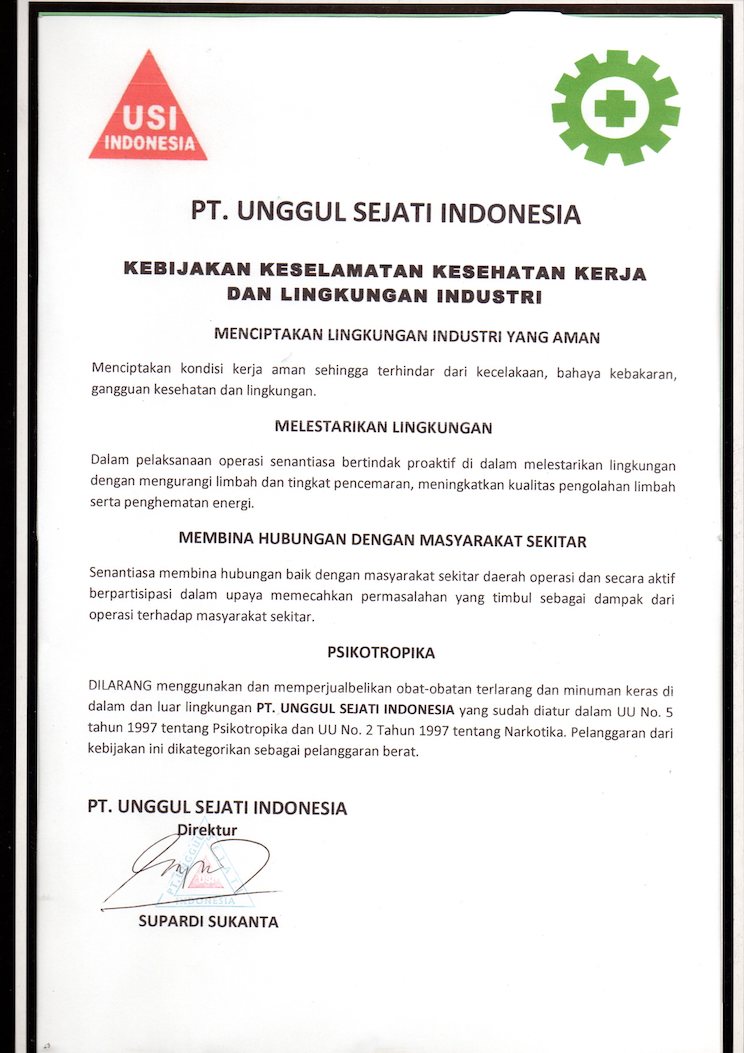 USI
INDONESIA
PT. UNGGUL SEJATI INDONESIA
KEBIJAKAN KESELAMATAN KESEHATAN KERJA
DAN LINGKUNGAN INDUSTRI
MENCIPTAKAN LINGKUNGAN INDUSTRI YANG AMAN
Menciptakan kondisi kerja aman sehingga terhindar dari kecelakaan, bahaya kebakaran,
gangguan kesehatan dan lingkungan.
MELESTARIKAN LINGKUNGAN
Dalam pelaksanaan operasi senantiasa bertindak proaktif di dalam melestarikan lingkungan
dengan mengurangi limbah dan tingkat pencemaran, meningkatkan kualitas pengolahan limbah
serta penghematan energi.
MEMBINA HUBUNGAN DENGAN MASYARAKAT SEKITAR
Senantiasa membina hubungan baik dengan masyarakat sekitar daerah operasi dan secara aktif
berpartisipasi dalam upaya memecahkan permasalahan yang timbul sebagai dampak dari
operasi terhadap masyarakat sekitar.
PSIKOTROPIKA
DILARANG menggunakan dan memperjualbelikan obat-obatan terlarang dan minuman keras di
dalam dan luar lingkungan PT. UNGGUL SEJATI INDONESIA yang sudah diatur dalam UU No. 5
tahun 1997 tentang Psikotropika dan UU No. 2 Tahun 1997 tentang Narkotika. Pelanggaran dari
kebijakan ini dikategorikan sebagai pelanggaran berat.
PT. UNGGUL SEJATI INDONESIA
Direktur
PT. UNGGUL
USI
INDONESIA
SUPARDI SUKANTA